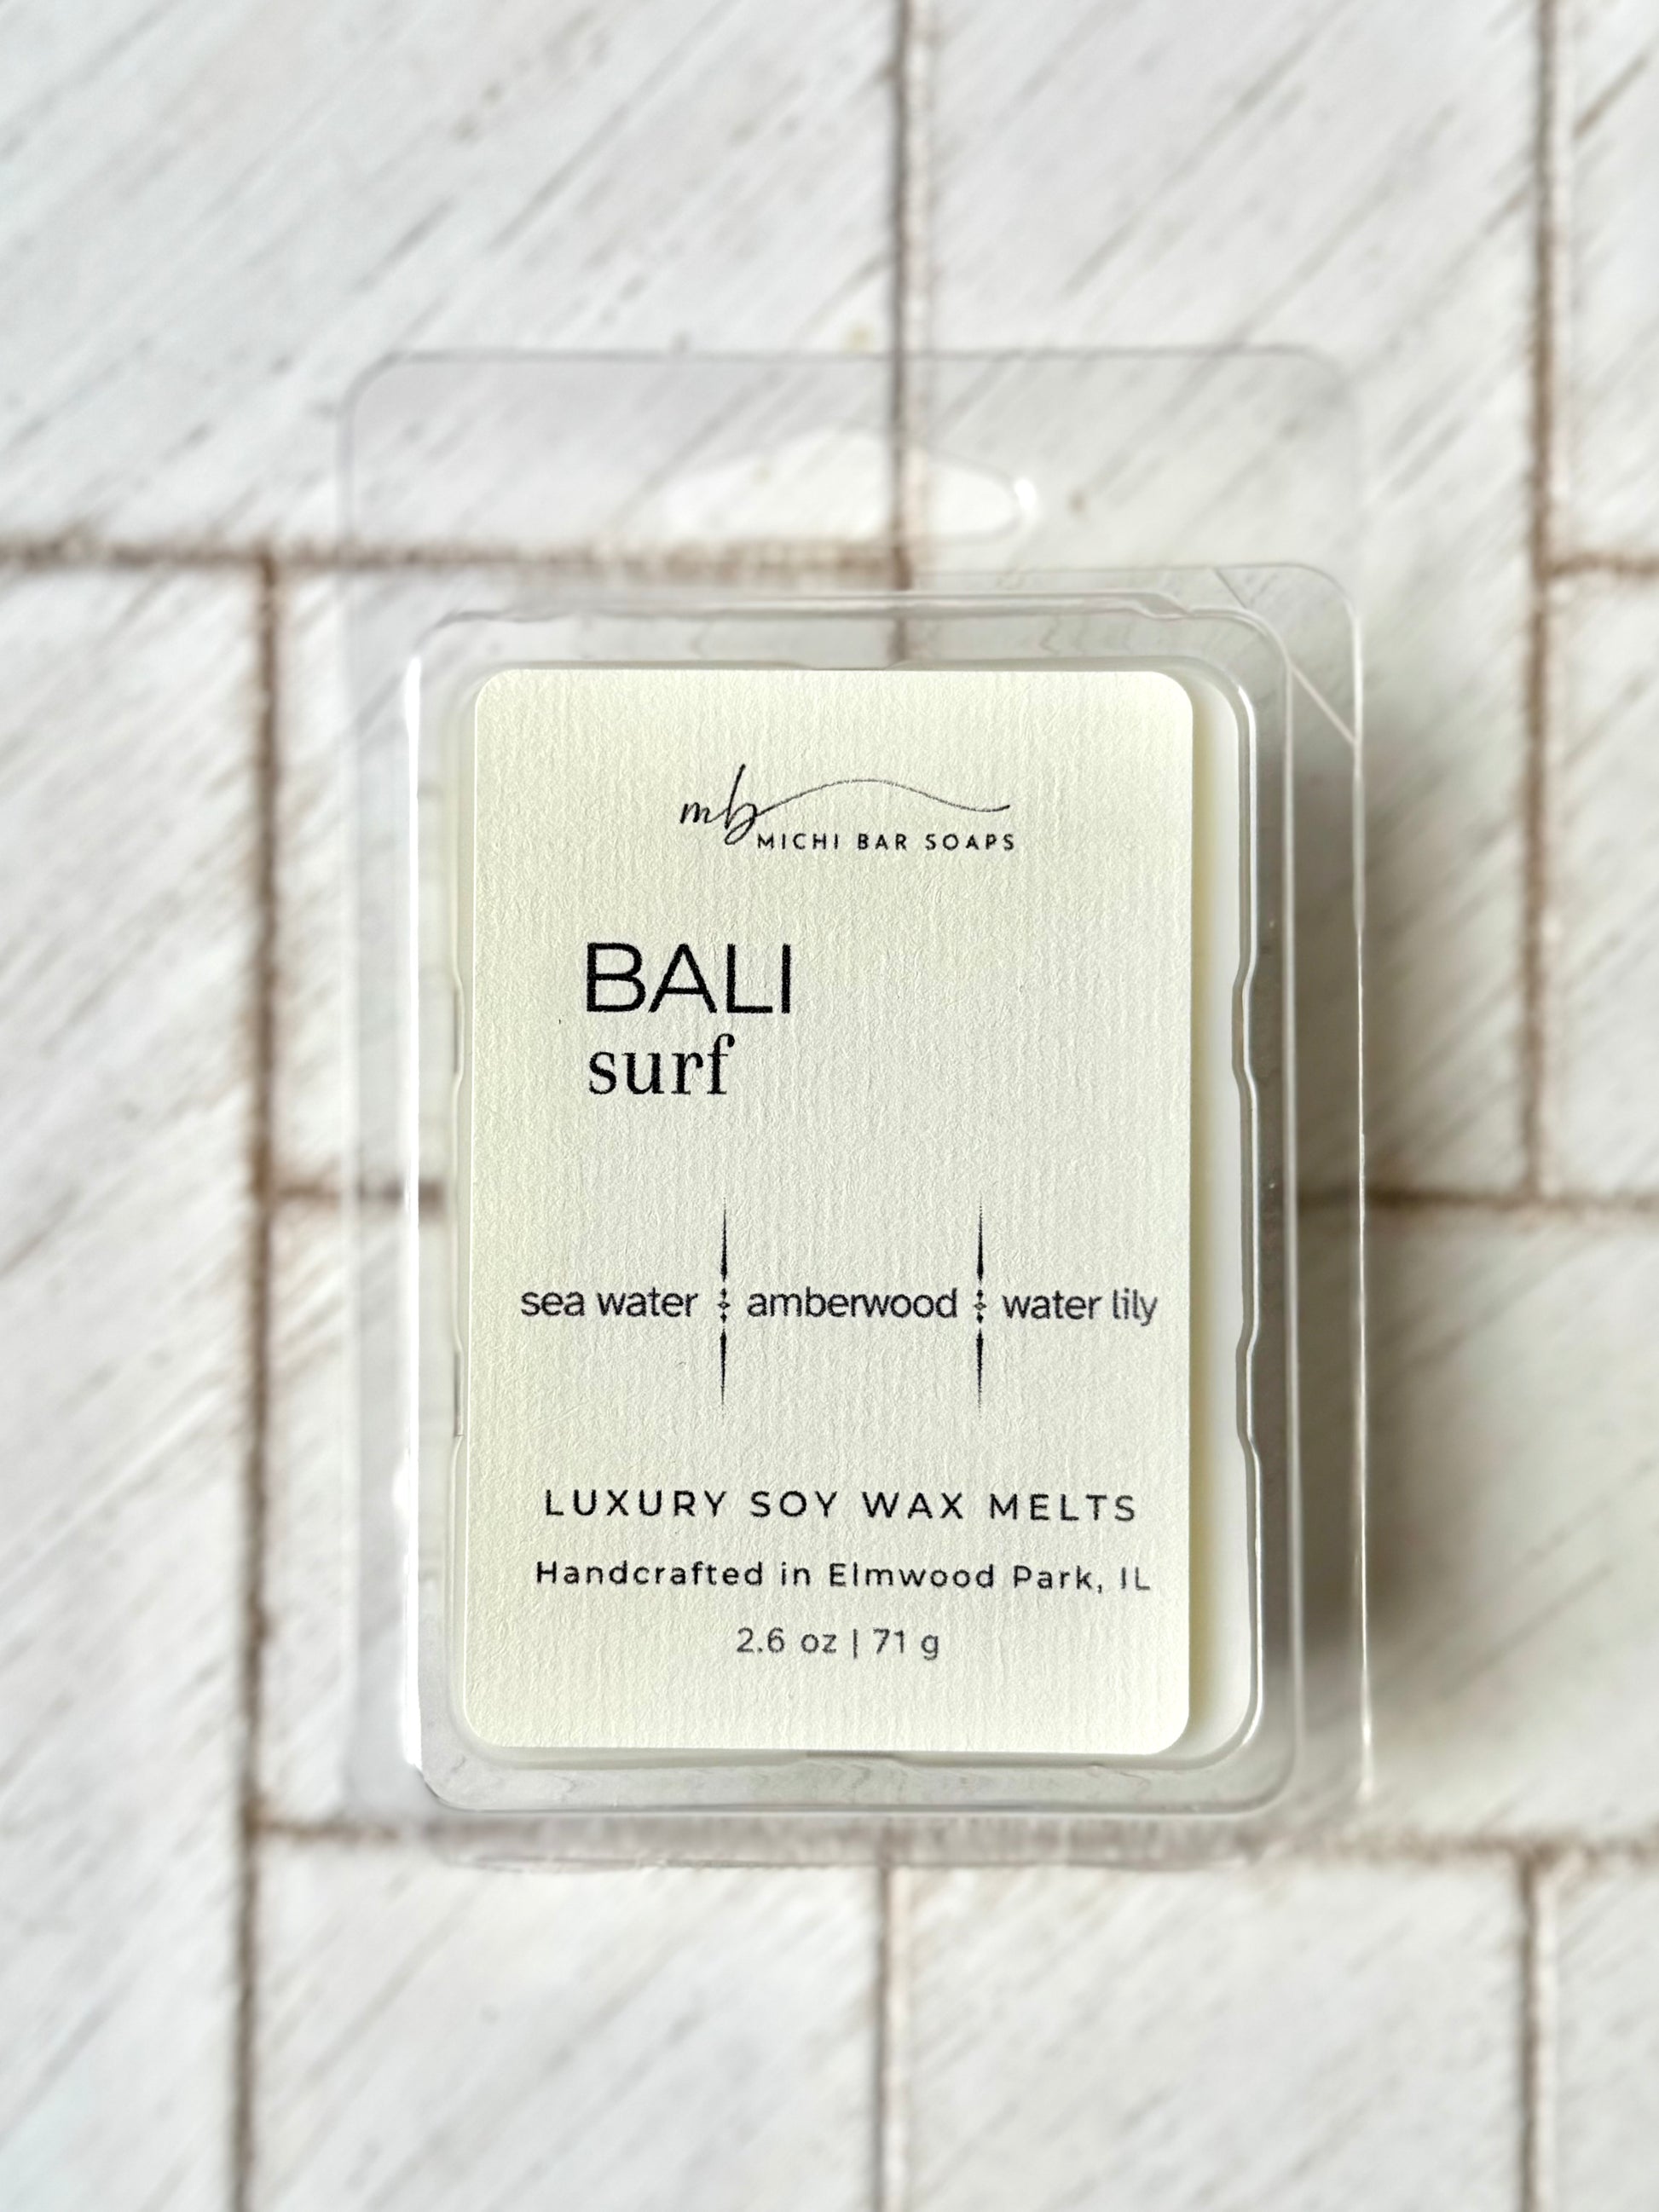 mb
MICHI BAR SOAPS
BALI
surf
sea water amberwood water lily
LUXURY SOY WAX MELTS
Handcrafted in Elmwood Park, IL
2.6 oz | 71 g